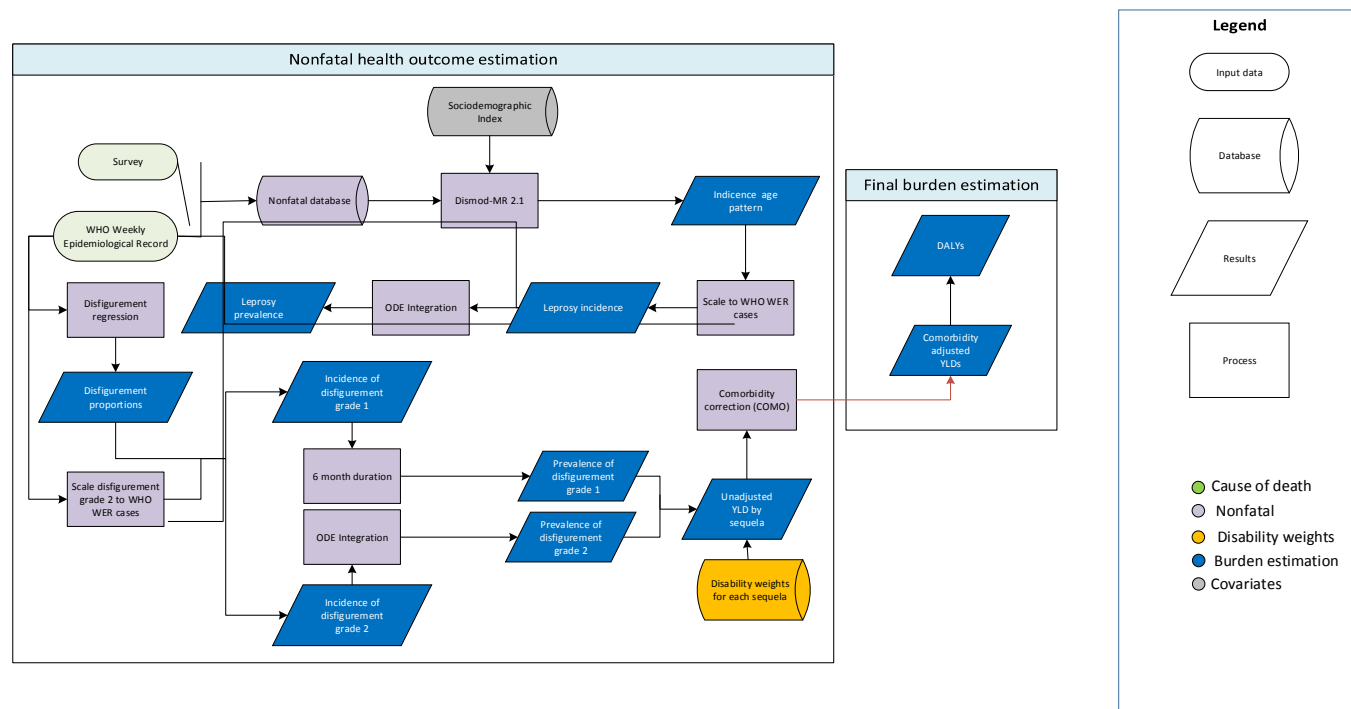 Nonfatal health outcome estimation
Sociodemographic
Index
Survey
Nonfatal database
Dismod-MR 2.1
Indicence age
pattern
WHO Weekly
Epidemiological Record
Disfigurement
regression
Leprosy
prevalence
ODE Integration
Leprosy incidence
Scale to WHO WER
cases
Disfigurement
proportions
Incidence of
disfigurement
grade 1
Comorbidity
correction (COMO)
Scale disfigurement
grade 2 to WHO
WER cases
6 month duration
Prevalence of
disfigurement
grade 1
Unadjusted
YLD by
sequela
ODE Integration
Prevalence of
disfigurement
grade 2
Incidence of
disfigurement
grade 2
Disability weights
for each sequela
Final burden estimation
DALYs
Comorbidity
adjusted
YLDs
Legend
Input data
Database
Results
Process
Cause of death
Nonfatal
Disability weights
Burden estimation
Covariates